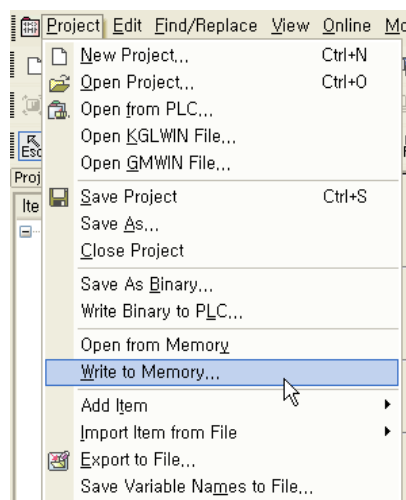 Project Edit Find/Replace View Online Mo
New Project... Ctrl+N
Open Project... Ctrl+O
Open from PLC...
Open KGLWIN File...
Open GMWIN File...
Esc
Proj
Save Project Ctrl+S
Ite
Save As...
Close Project
Save As Binary...
Write Binary to PLC...
Open from Memory
Write to Memory...
Add Item
Import Item from File
Export to File...
Save Variable Names to File...